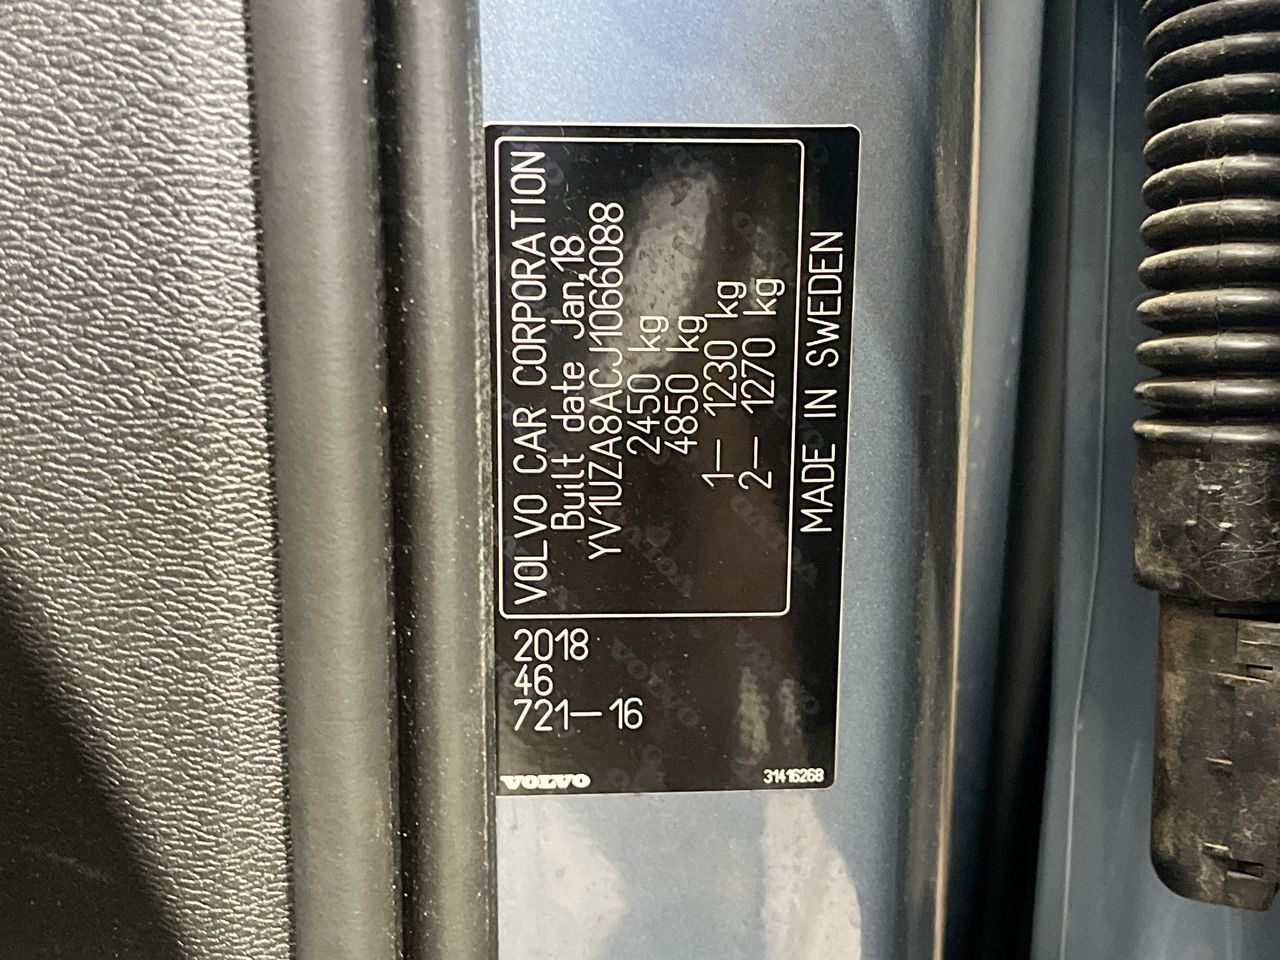 VOLVO CAR CORPORATION
Built date Jan,18
YV1UZA8ACJ1066088
2450 kg
4850 kg
1— 1230 kg
2— 1270 kg
MADE IN SWEDEN
2018
46
721—16
VOLVO
31416268